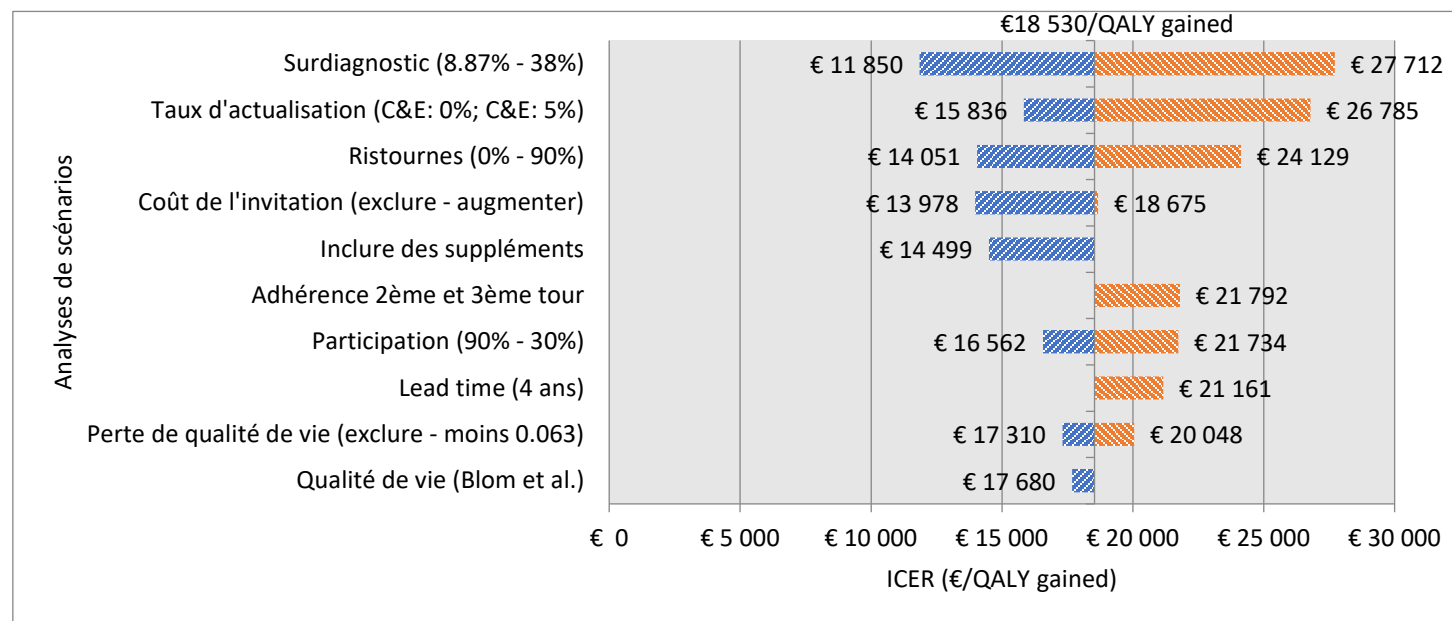 €18 530/QALY gained
Analyses de scénarios
Surdiagnostic (8.87% - 38%)
€ 11 850
€ 27 712
Taux d'actualisation (C&E: 0%; C&E: 5%)
€ 15 836
€ 26 785
Ristournes (0% - 90%)
€ 14 051
€ 24 129
Coût de l'invitation (exclure - augmenter)
€ 13 978
€ 18 675
Inclure des suppléments
€ 14 499
Adhérence 2ème et 3ème tour
€ 21 792
Participation (90% - 30%)
€ 16 562
€ 21 734
Lead time (4 ans)
€ 21 161
Perte de qualité de vie (exclure - moins 0.063)
€ 17 310
€ 20 048
Qualité de vie (Blom et al.)
€ 17 680
€ 0
€ 5 000
€ 10 000
€ 15 000
€ 20 000
€ 25 000
€ 30 000
ICER (€/QALY gained)